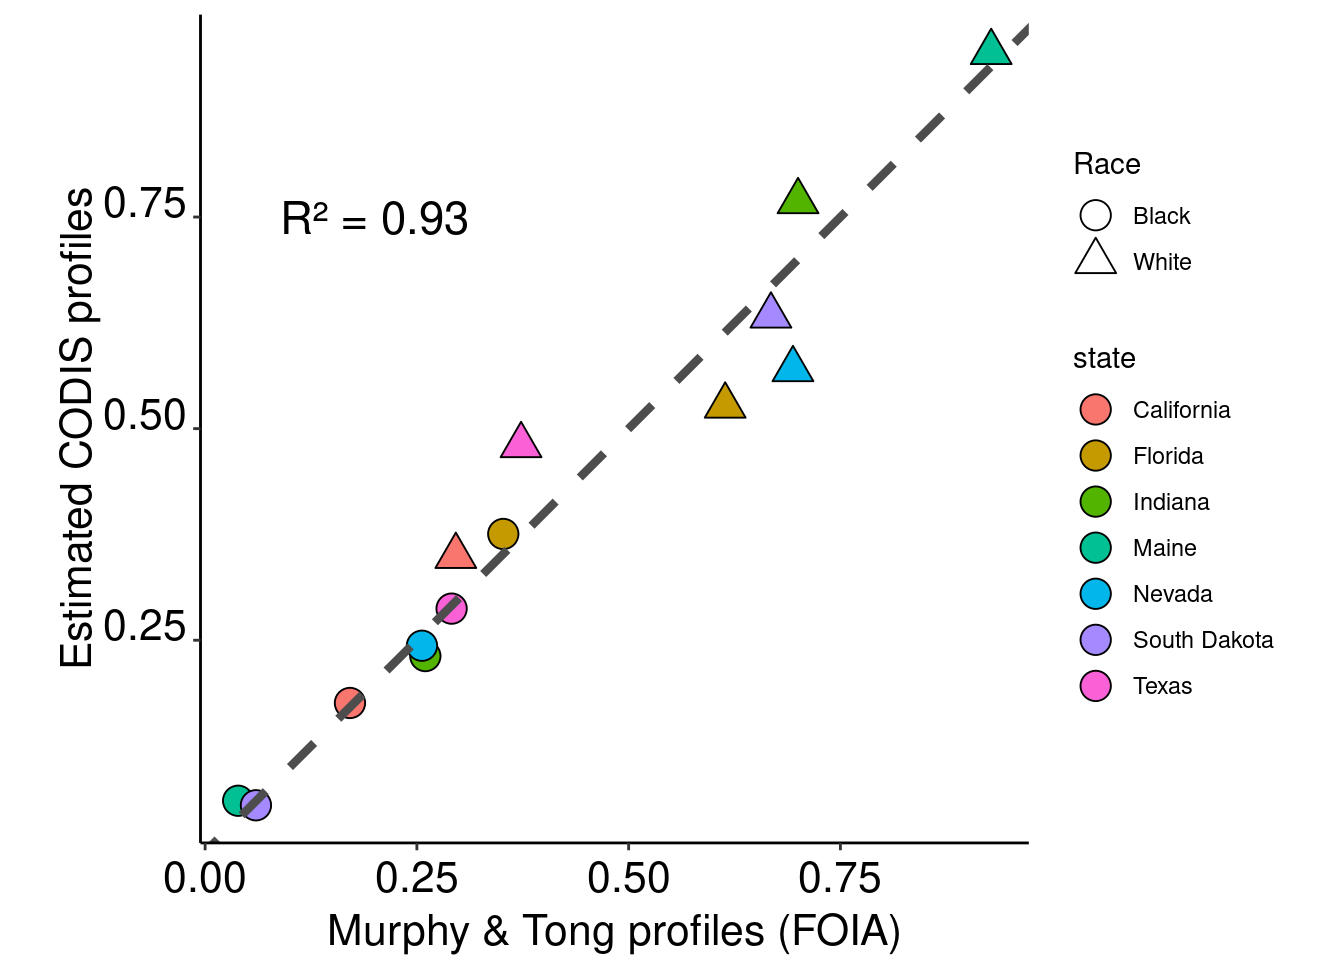 Estimated CODIS profiles
0.75
0.50
0.25
R² = 0.93
0.00 0.25 0.50 0.75
Murphy & Tong profiles (FOIA)
Race
Black
White
state
California
Florida
Indiana
Maine
Nevada
South Dakota
Texas